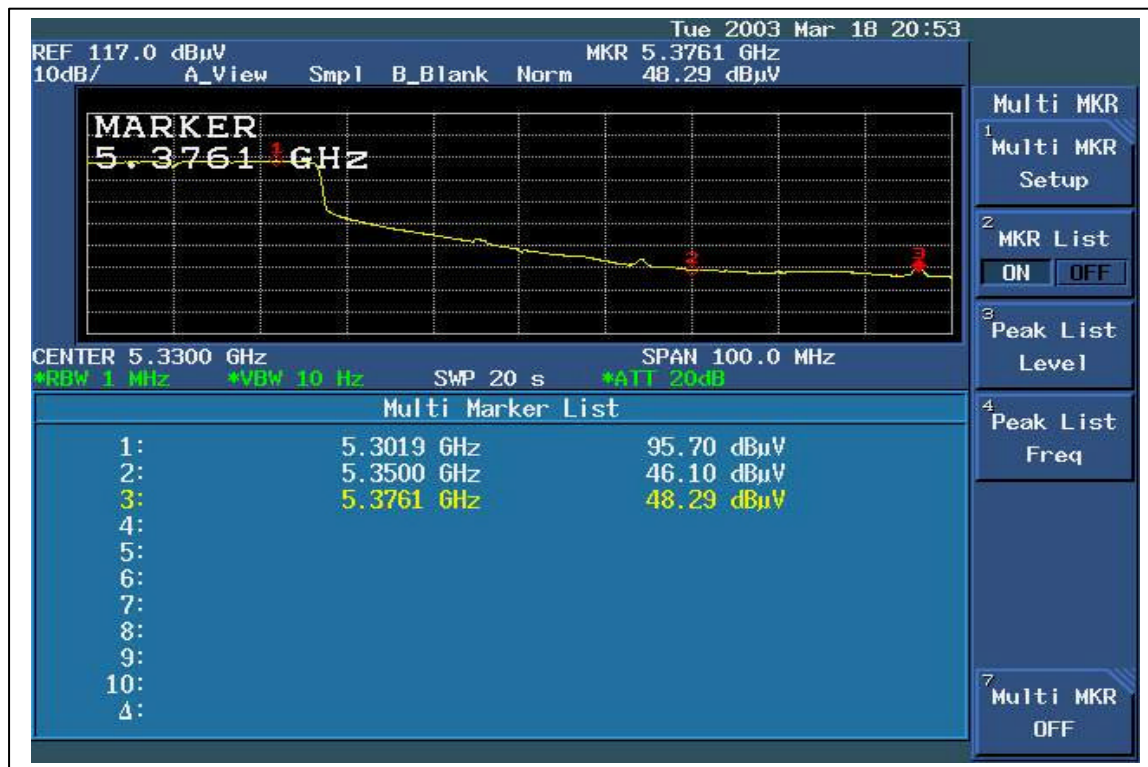 Tue 2003 Mar 18 20:53
REF 117.0 dBµV MKR 5.3761 GHz
10dB/ A_View Smpl B_Blank Norm 48.29 dBµV
MARKER
5.3761 GHz
1
2
3
CENTER 5.3300 GHz SPAN 100.0 MHz
*RBW 1 MHz *VBW 10 Hz SWP 20 s *ATT 20dB
Multi Marker List
1: 5.3019 GHz 95.70 dBµV
2: 5.3500 GHz 46.10 dBµV
3: 5.3761 GHz 48.29 dBµV
4:
5:
6:
7:
8:
9:
10:
Δ:
Multi MKR
1
Multi MKR
Setup
2
MKR List
ON OFF
3
Peak List
Level
4
Peak List
Freq
7
Multi MKR
OFF